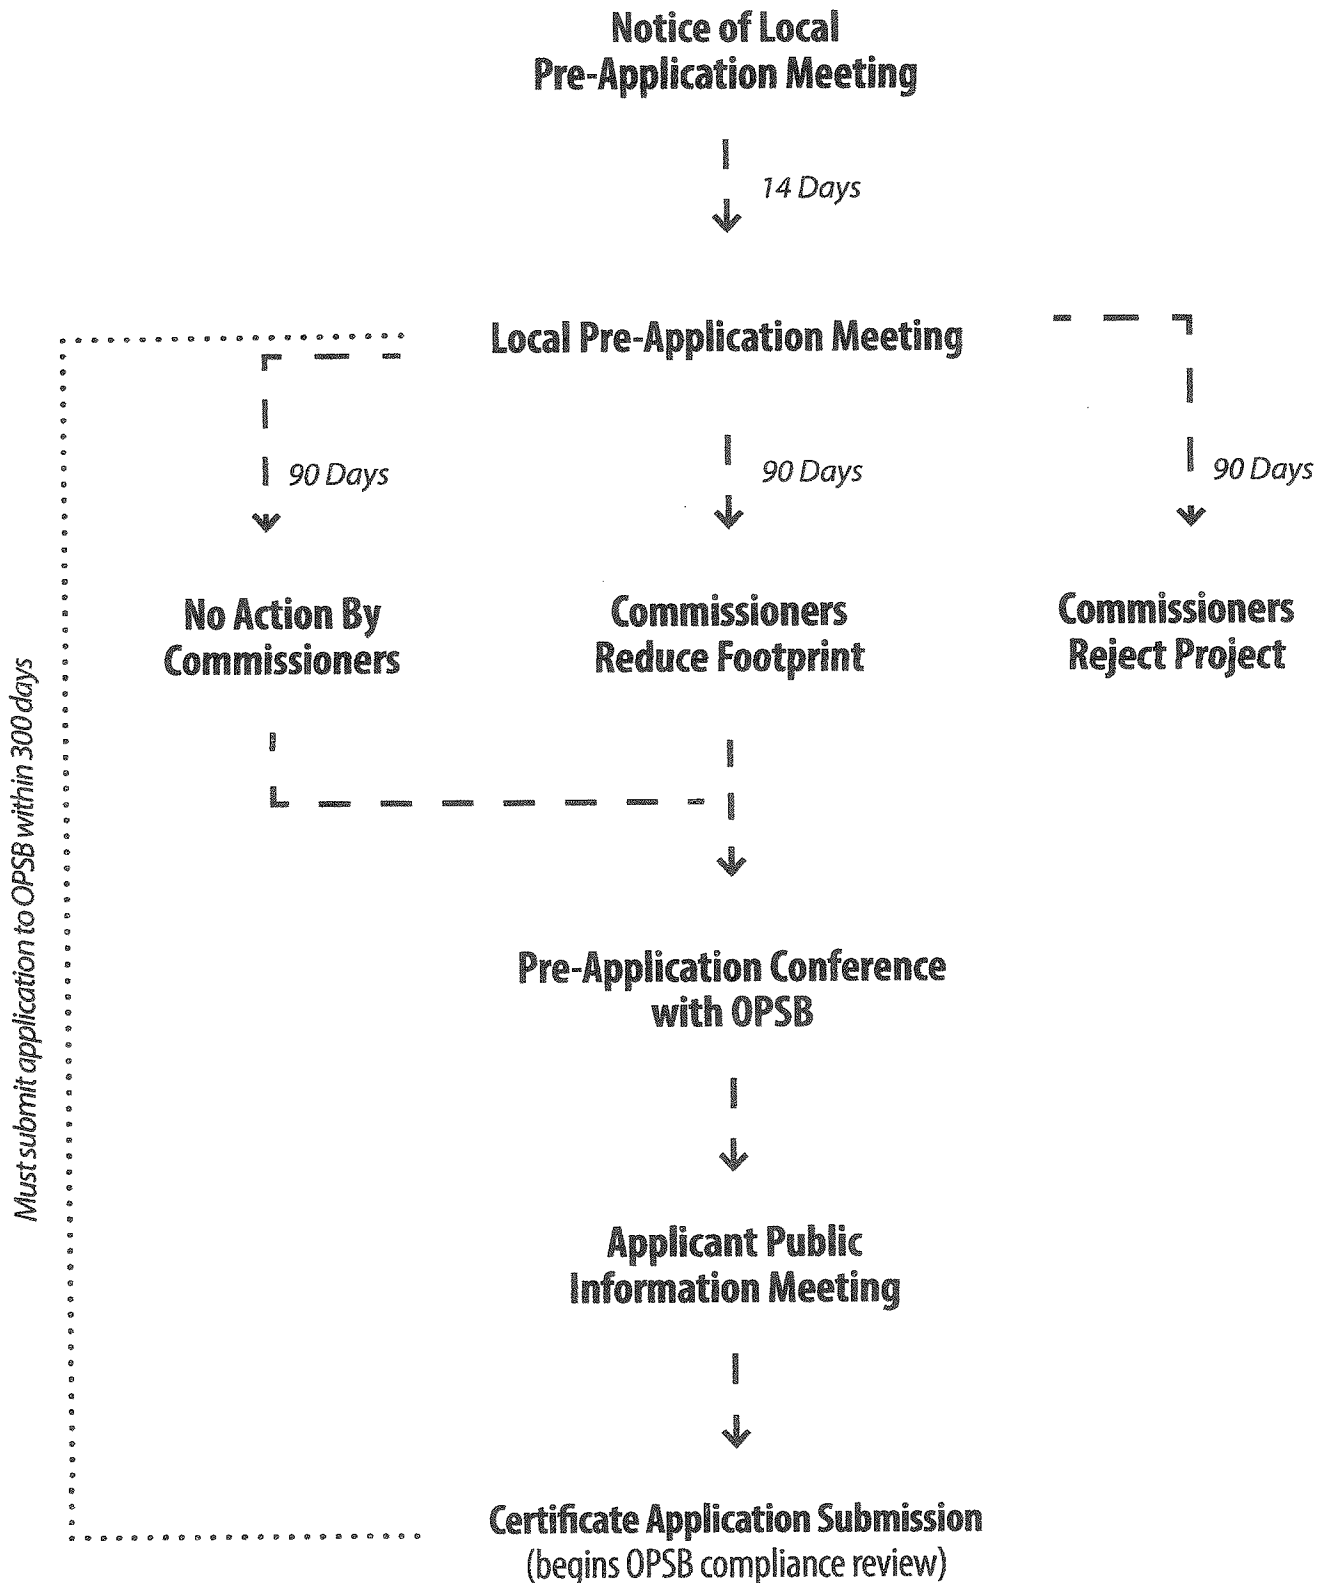 Notice of Local
Pre-Application Meeting
14 Days
Local Pre-Application Meeting
90 Days
90 Days
90 Days
No Action By
Commissioners
Commissioners
Reduce Footprint
Commissioners
Reject Project
Must submit application to OPSB within 300 days
Pre-Application Conference
with OPSB
Applicant Public
Information Meeting
Certificate Application Submission
(begins OPSB compliance review)